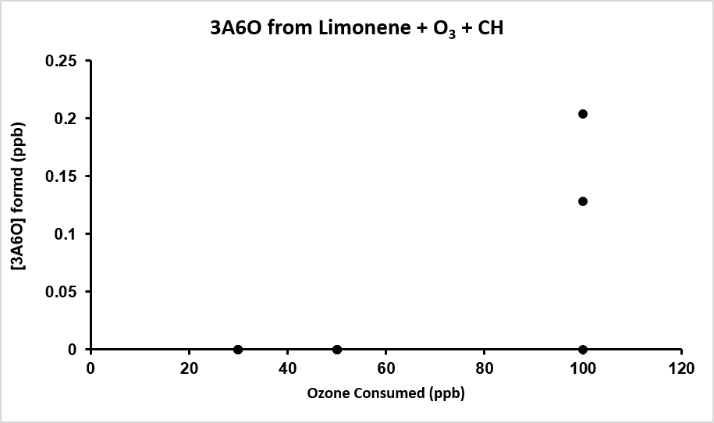 3A6O from Limonene + O₃ + CH
0.25
0.2
0.15
0.1
0.05
0
[3A6O] formd (ppb)
0 20 40 60 80 100 120
Ozone Consumed (ppb)